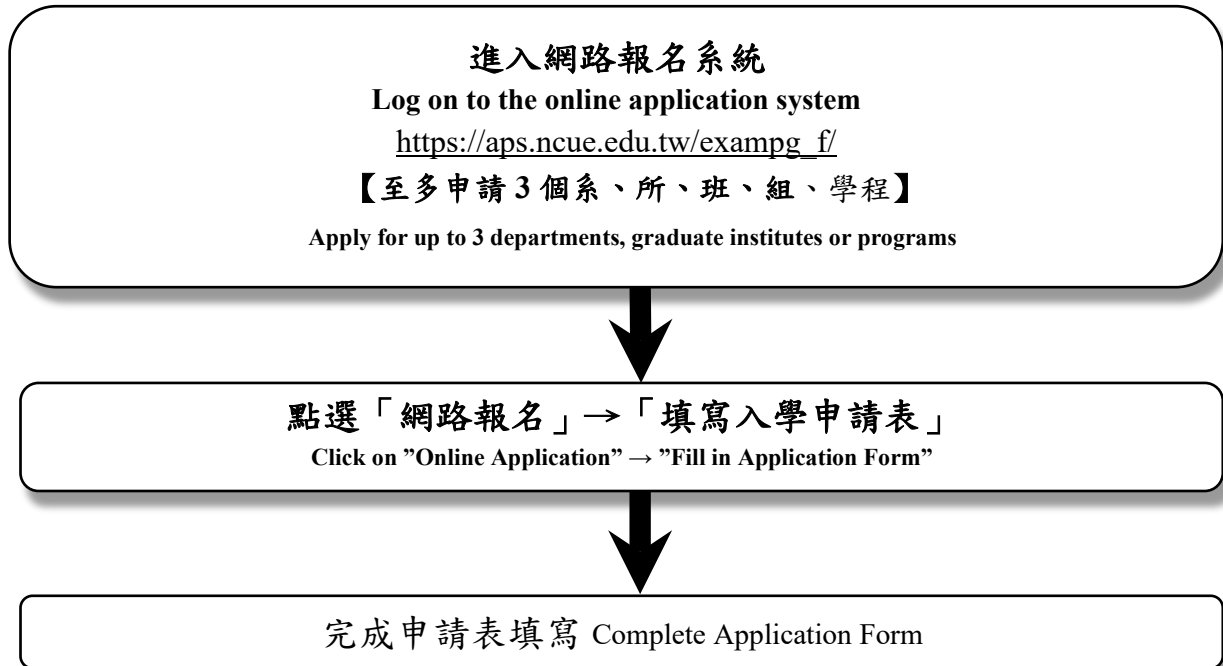 進入網路報名系統
Log on to the online application system
https://aps.ncue.edu.tw/exampg_f/
【至多申請 3 個系、所、班、組、學程】
Apply for up to 3 departments, graduate institutes or programs
點選「網路報名」→「填寫入學申請表」
Click on ”Online Application” → ”Fill in Application Form”
完成申請表填寫 Complete Application Form